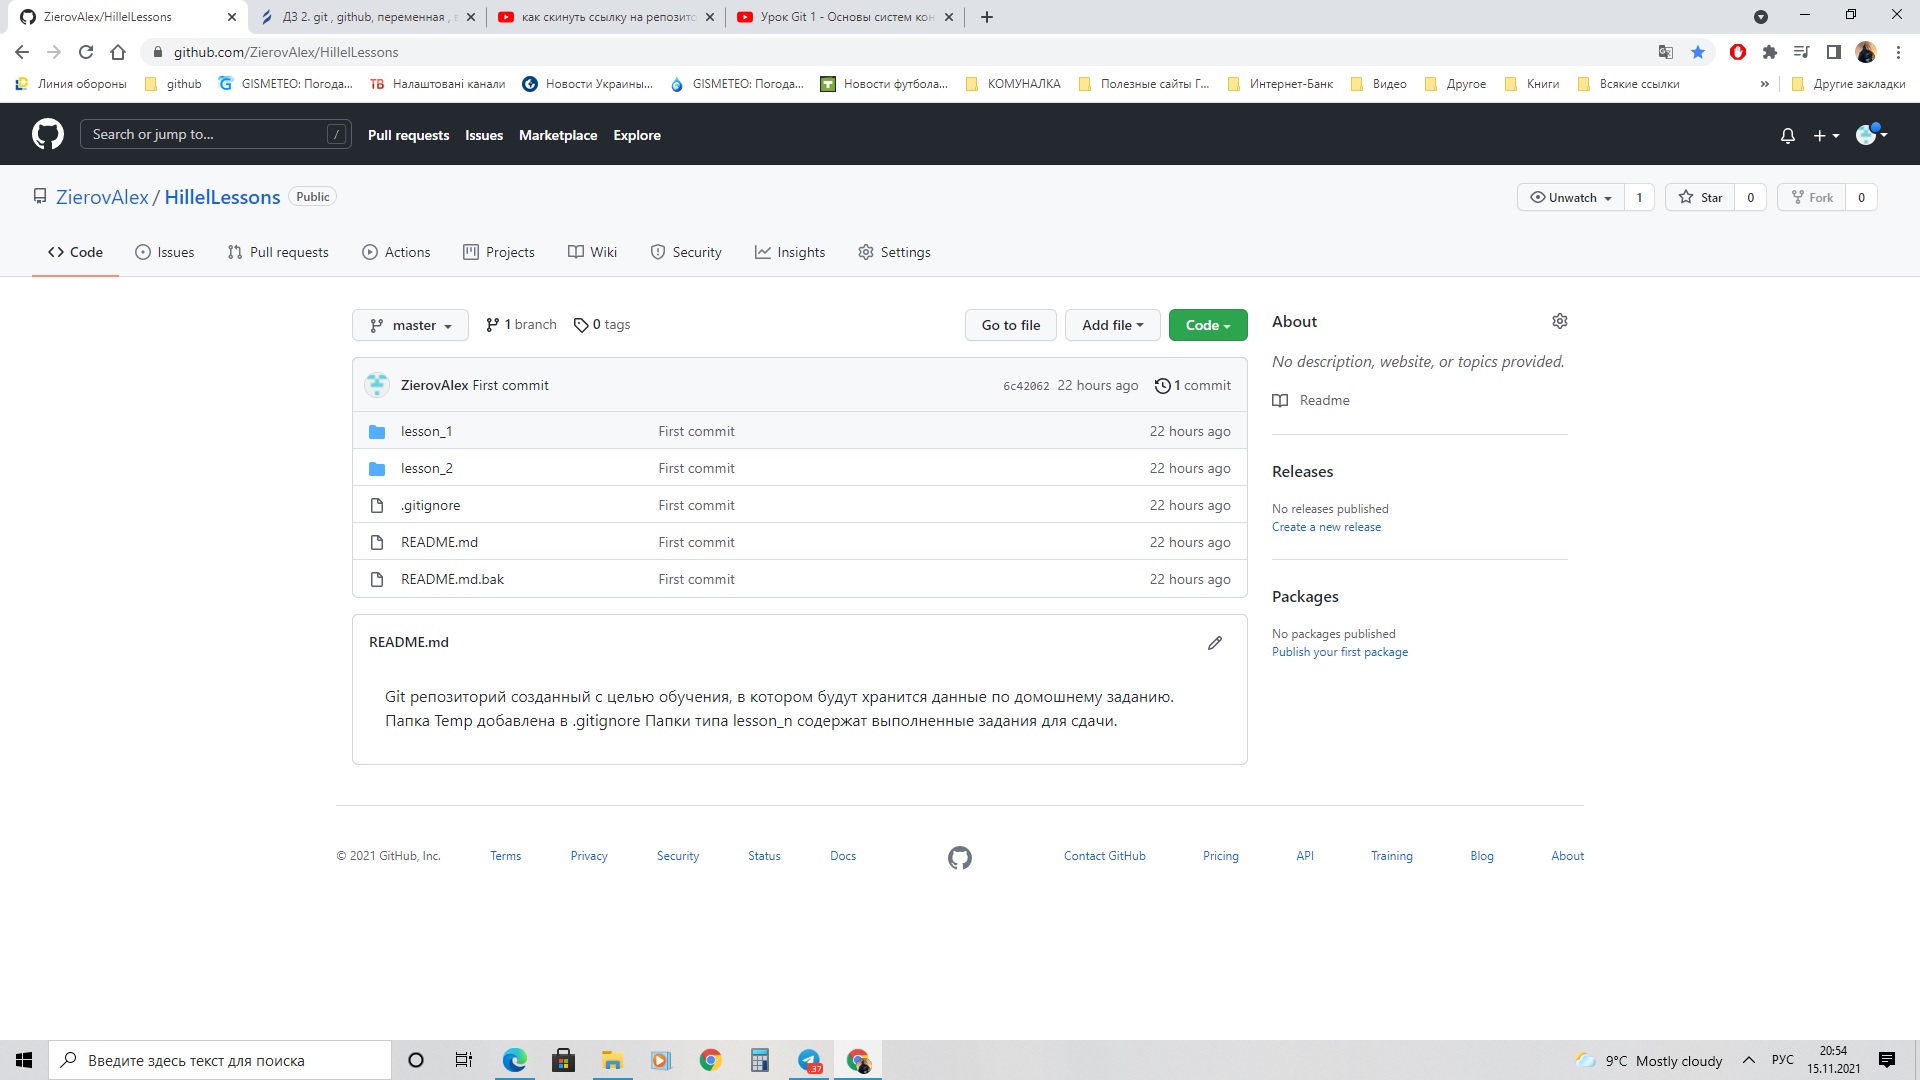 ZierovAlex/HillelLessons
ДЗ 2. git , github, переменная ,
как скинуть ссылку на репозито
Урок Git 1 - Основы систем кон
github.com/ZierovAlex/HillelLessons
Линия обороны
github
GISMETEO: Погода...
ТВ Налаштовані канали
Новости Украины...
GISMETEO: Погода...
Новости футбола...
КОМУНАЛКА
Полезные сайты Г...
Интернет-Банк
Видео
Другое
Книги
Всякие ссылки
»
Другие закладки
Search or jump to... /
Pull requests
Issues
Marketplace
Explore
ZierovAlex / HillelLessons Public
Unwatch 1
Star 0
Fork 0
Code
Issues
Pull requests
Actions
Projects
Wiki
Security
Insights
Settings
master
1 branch
0 tags
Go to file
Add file
Code
ZierovAlex First commit 6c42062 22 hours ago 1 commit
lesson_1 First commit 22 hours ago
lesson_2 First commit 22 hours ago
.gitignore First commit 22 hours ago
README.md First commit 22 hours ago
README.md.bak First commit 22 hours ago
README.md
Git репозиторий созданный с целью обучения, в котором будут хранится данные по домошнему заданию.
Папка Temp добавлена в .gitignore Папки типа lesson_n содержат выполненные задания для сдачи.
About
No description, website, or topics provided.
Readme
Releases
No releases published
Create a new release
Packages
No packages published
Publish your first package
© 2021 GitHub, Inc.
Terms
Privacy
Security
Status
Docs
Contact GitHub
Pricing
API
Training
Blog
About
Введите здесь текст для поиска
37
9°C Mostly cloudy
РУС
20:54
15.11.2021